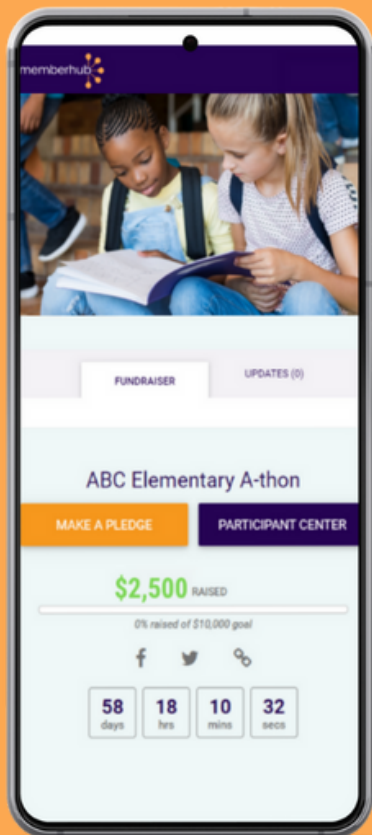 memberhub
FUNDRAISER
UPDATES (0)
ABC Elementary A-thon
MAKE A PLEDGE
PARTICIPANT CENTER
$2,500 RAISED
0% raised of $10,000 goal
58 18 10 32
days hrs mins secs